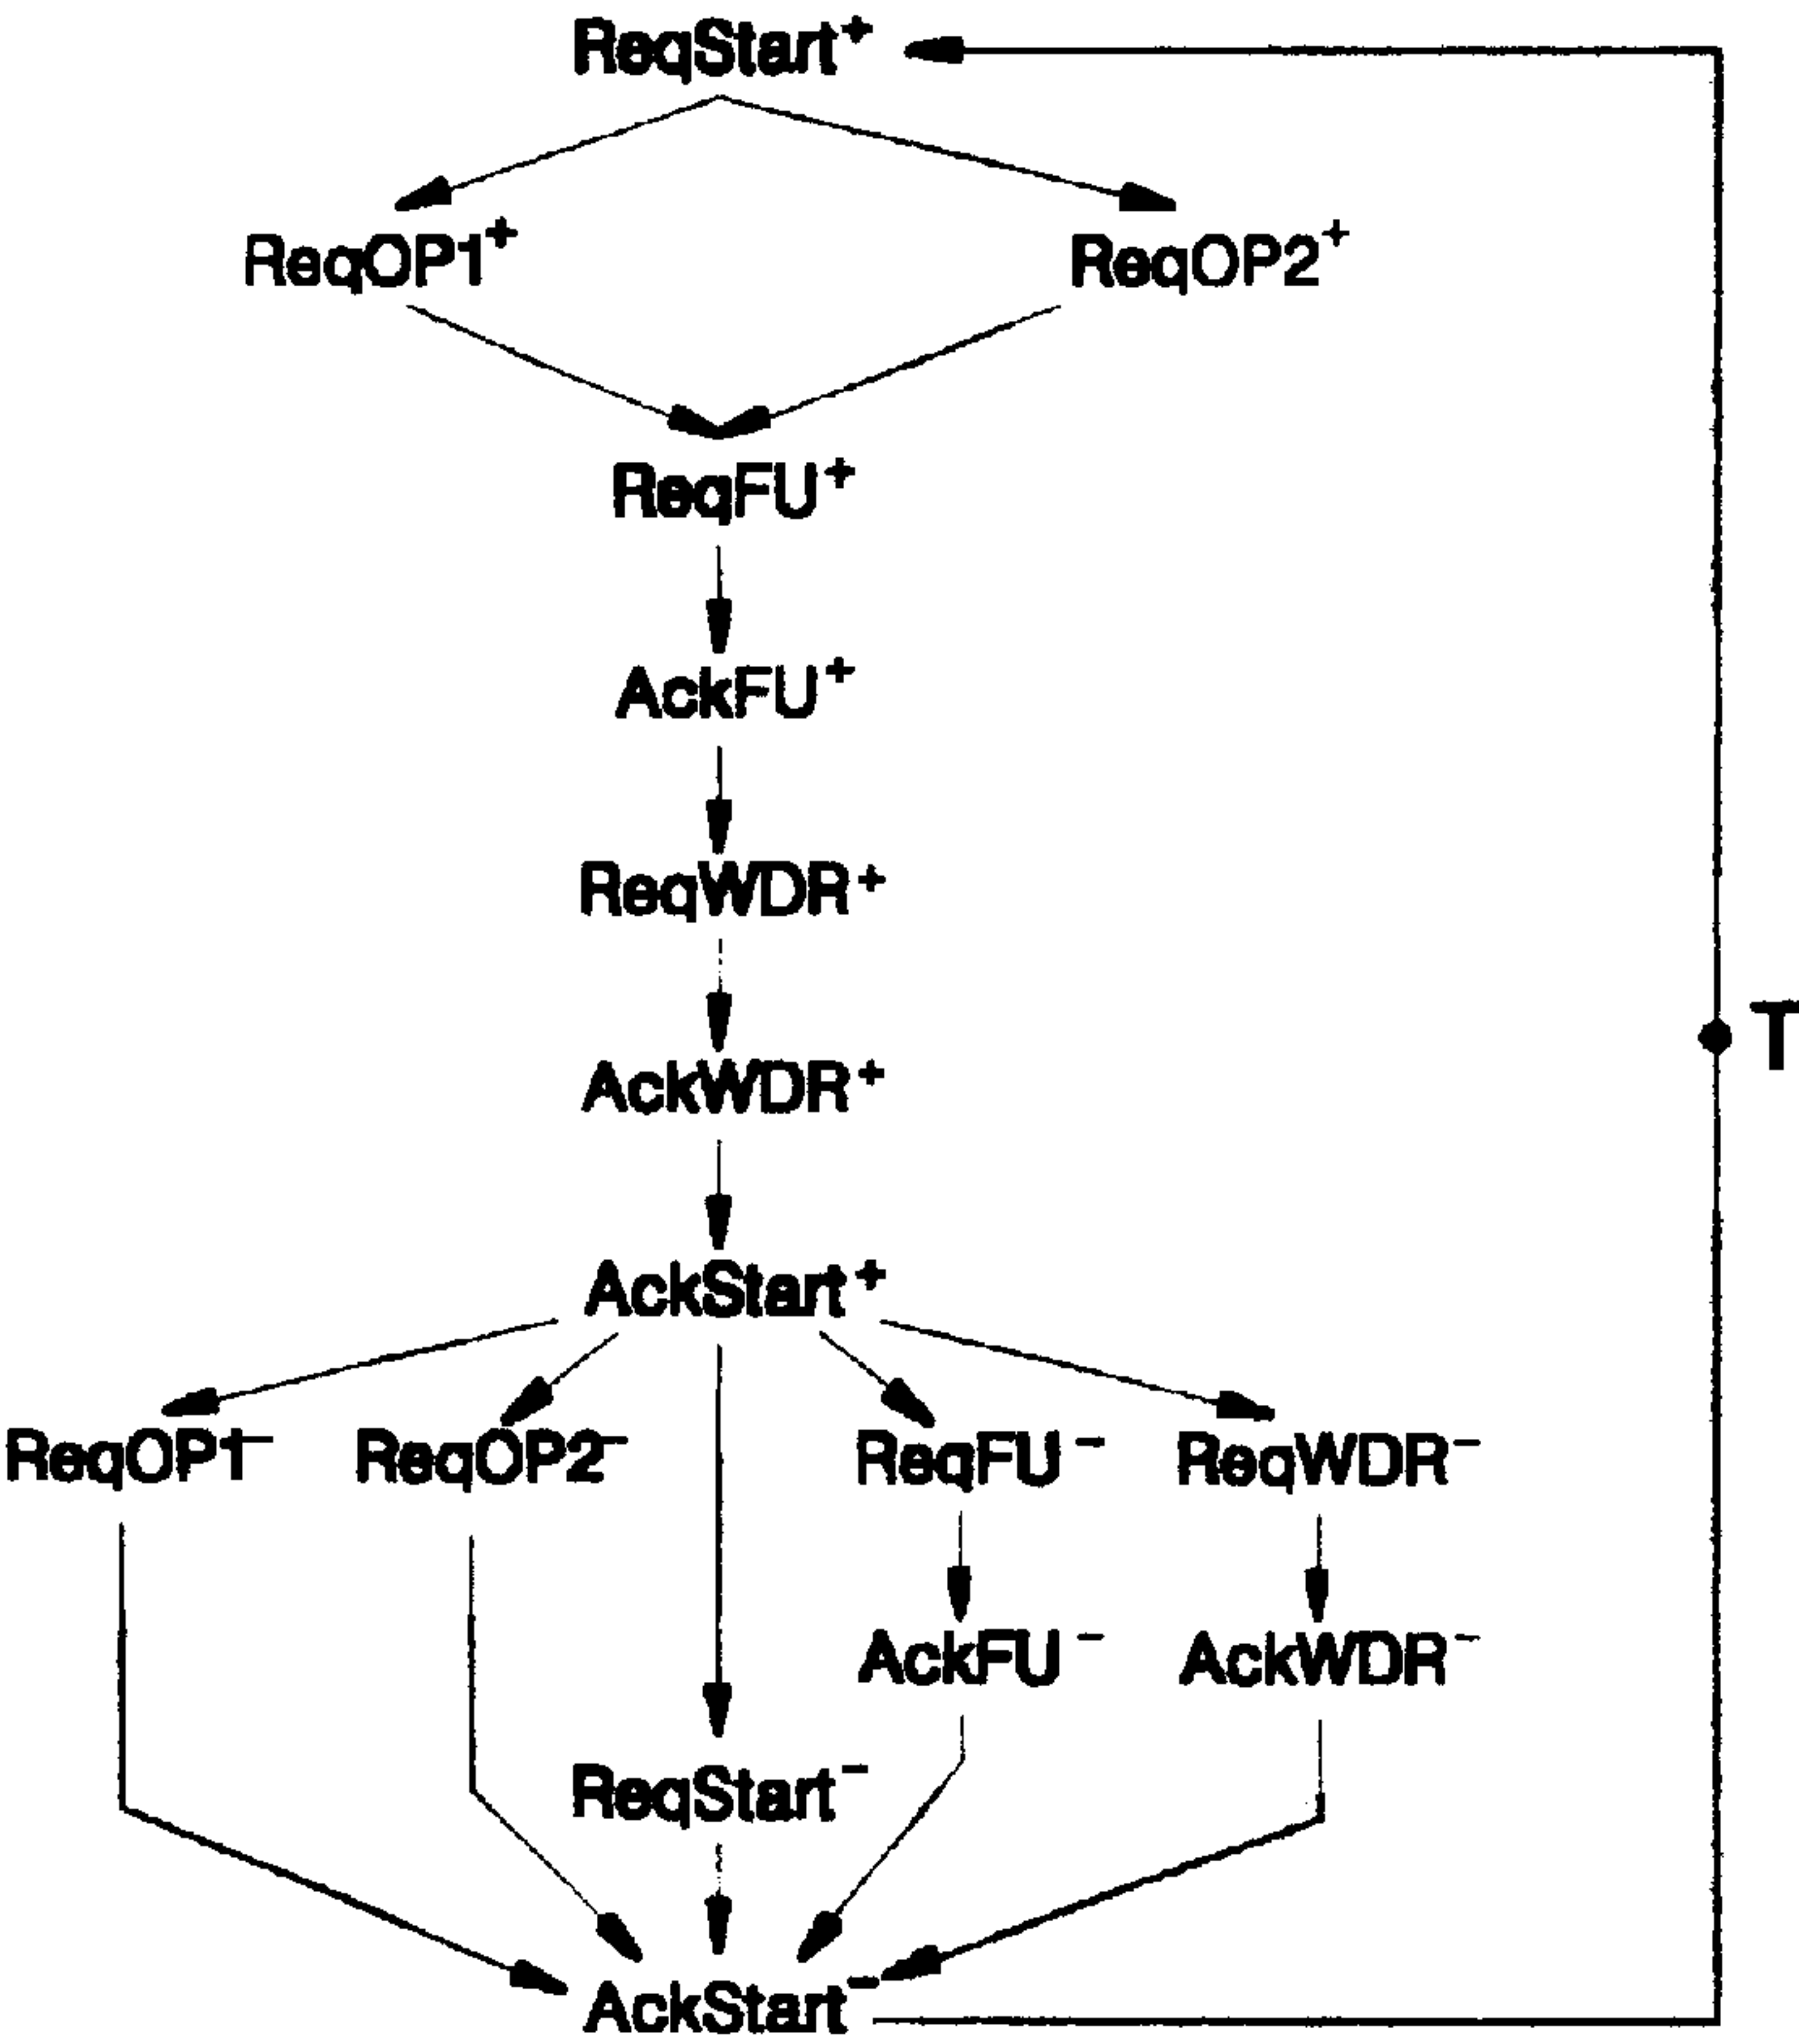 ReqStart⁺
ReqOP1⁺ ReqOP2⁺
ReqFU⁺
AckFU⁺
ReqWDR⁺
T
AckWDR⁺
AckStart⁺
ReqOP1⁻ ReqOP2⁻ ReqFU⁻ ReqWDR⁻
AckFU⁻ AckWDR⁻
ReqStart⁻
AckStart⁻